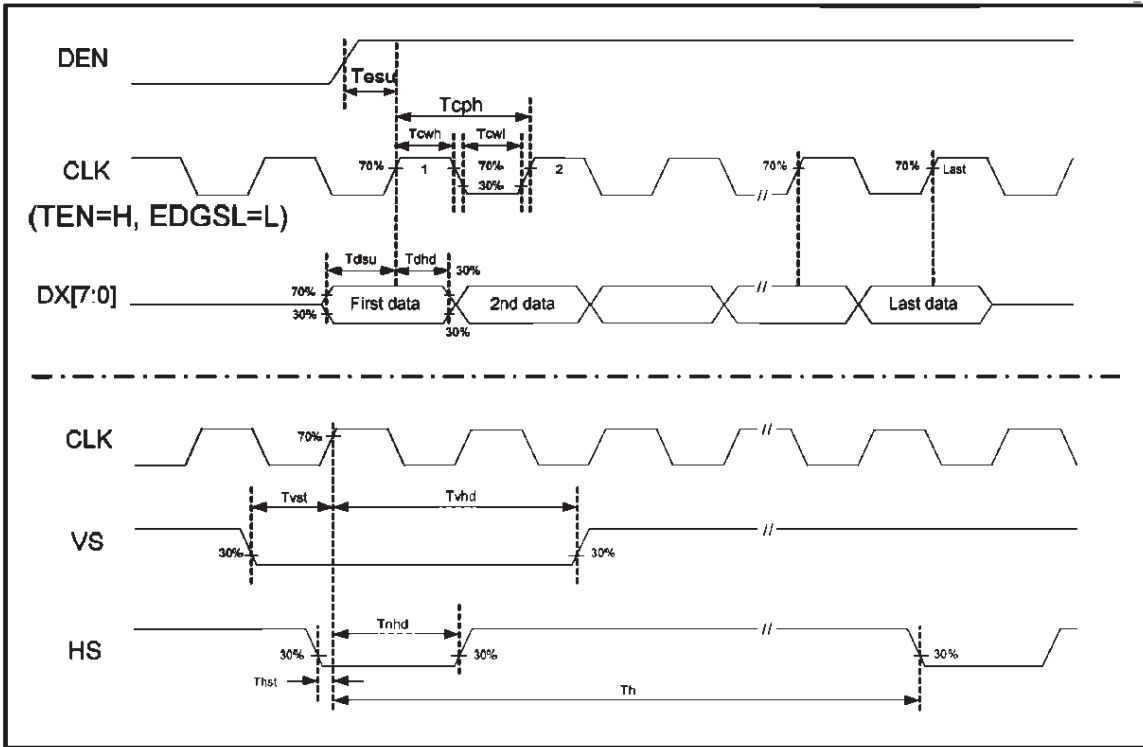 DEN
Tesu
Tcph
Tcwh
Tcwl
CLK
70%
1
70%
30%
2
70%
70%
Last
(TEN=H, EDGSL=L)
Tdsu
Tdhd
30%
DX[7:0]
70%
30%
First data
2nd data
//
Last data
30%
CLK
70%
//
Tvst
Tvhd
VS
30%
30%
//
Thhd
HS
30%
30%
//
30%
Thst
Th